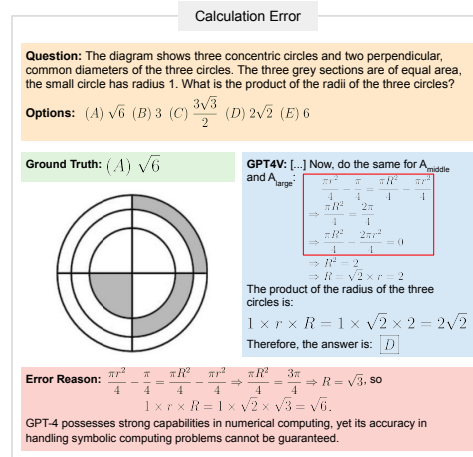 Calculation Error
Question: The diagram shows three concentric circles and two perpendicular,
common diameters of the three circles. The three grey sections are of equal area,
the small circle has radius 1. What is the product of the radii of the three circles?
Options: (A) √6 (B) 3 (C) 3√3/2 (D) 2√2 (E) 6
Ground Truth: (A) √6
GPT4V: [...] Now, do the same for A_middle
and A_large:
πr²/4 − π/4 = πR²/4 − πr²/4
⇒ πR²/4 = 2π/4
⇒ πR²/4 − 2πr²/4 = 0
⇒ R² = 2
⇒ R = √2 × r = 2
The product of the radius of the three
circles is:
1 × r × R = 1 × √2 × 2 = 2√2
Therefore, the answer is: D
Error Reason: πr²/4 − π/4 = πR²/4 − πr²/4 ⇒ πR²/4 = 3π/4 ⇒ R = √3, so
1 × r × R = 1 × √2 × √3 = √6.
GPT-4 possesses strong capabilities in numerical computing, yet its accuracy in
handling symbolic computing problems cannot be guaranteed.